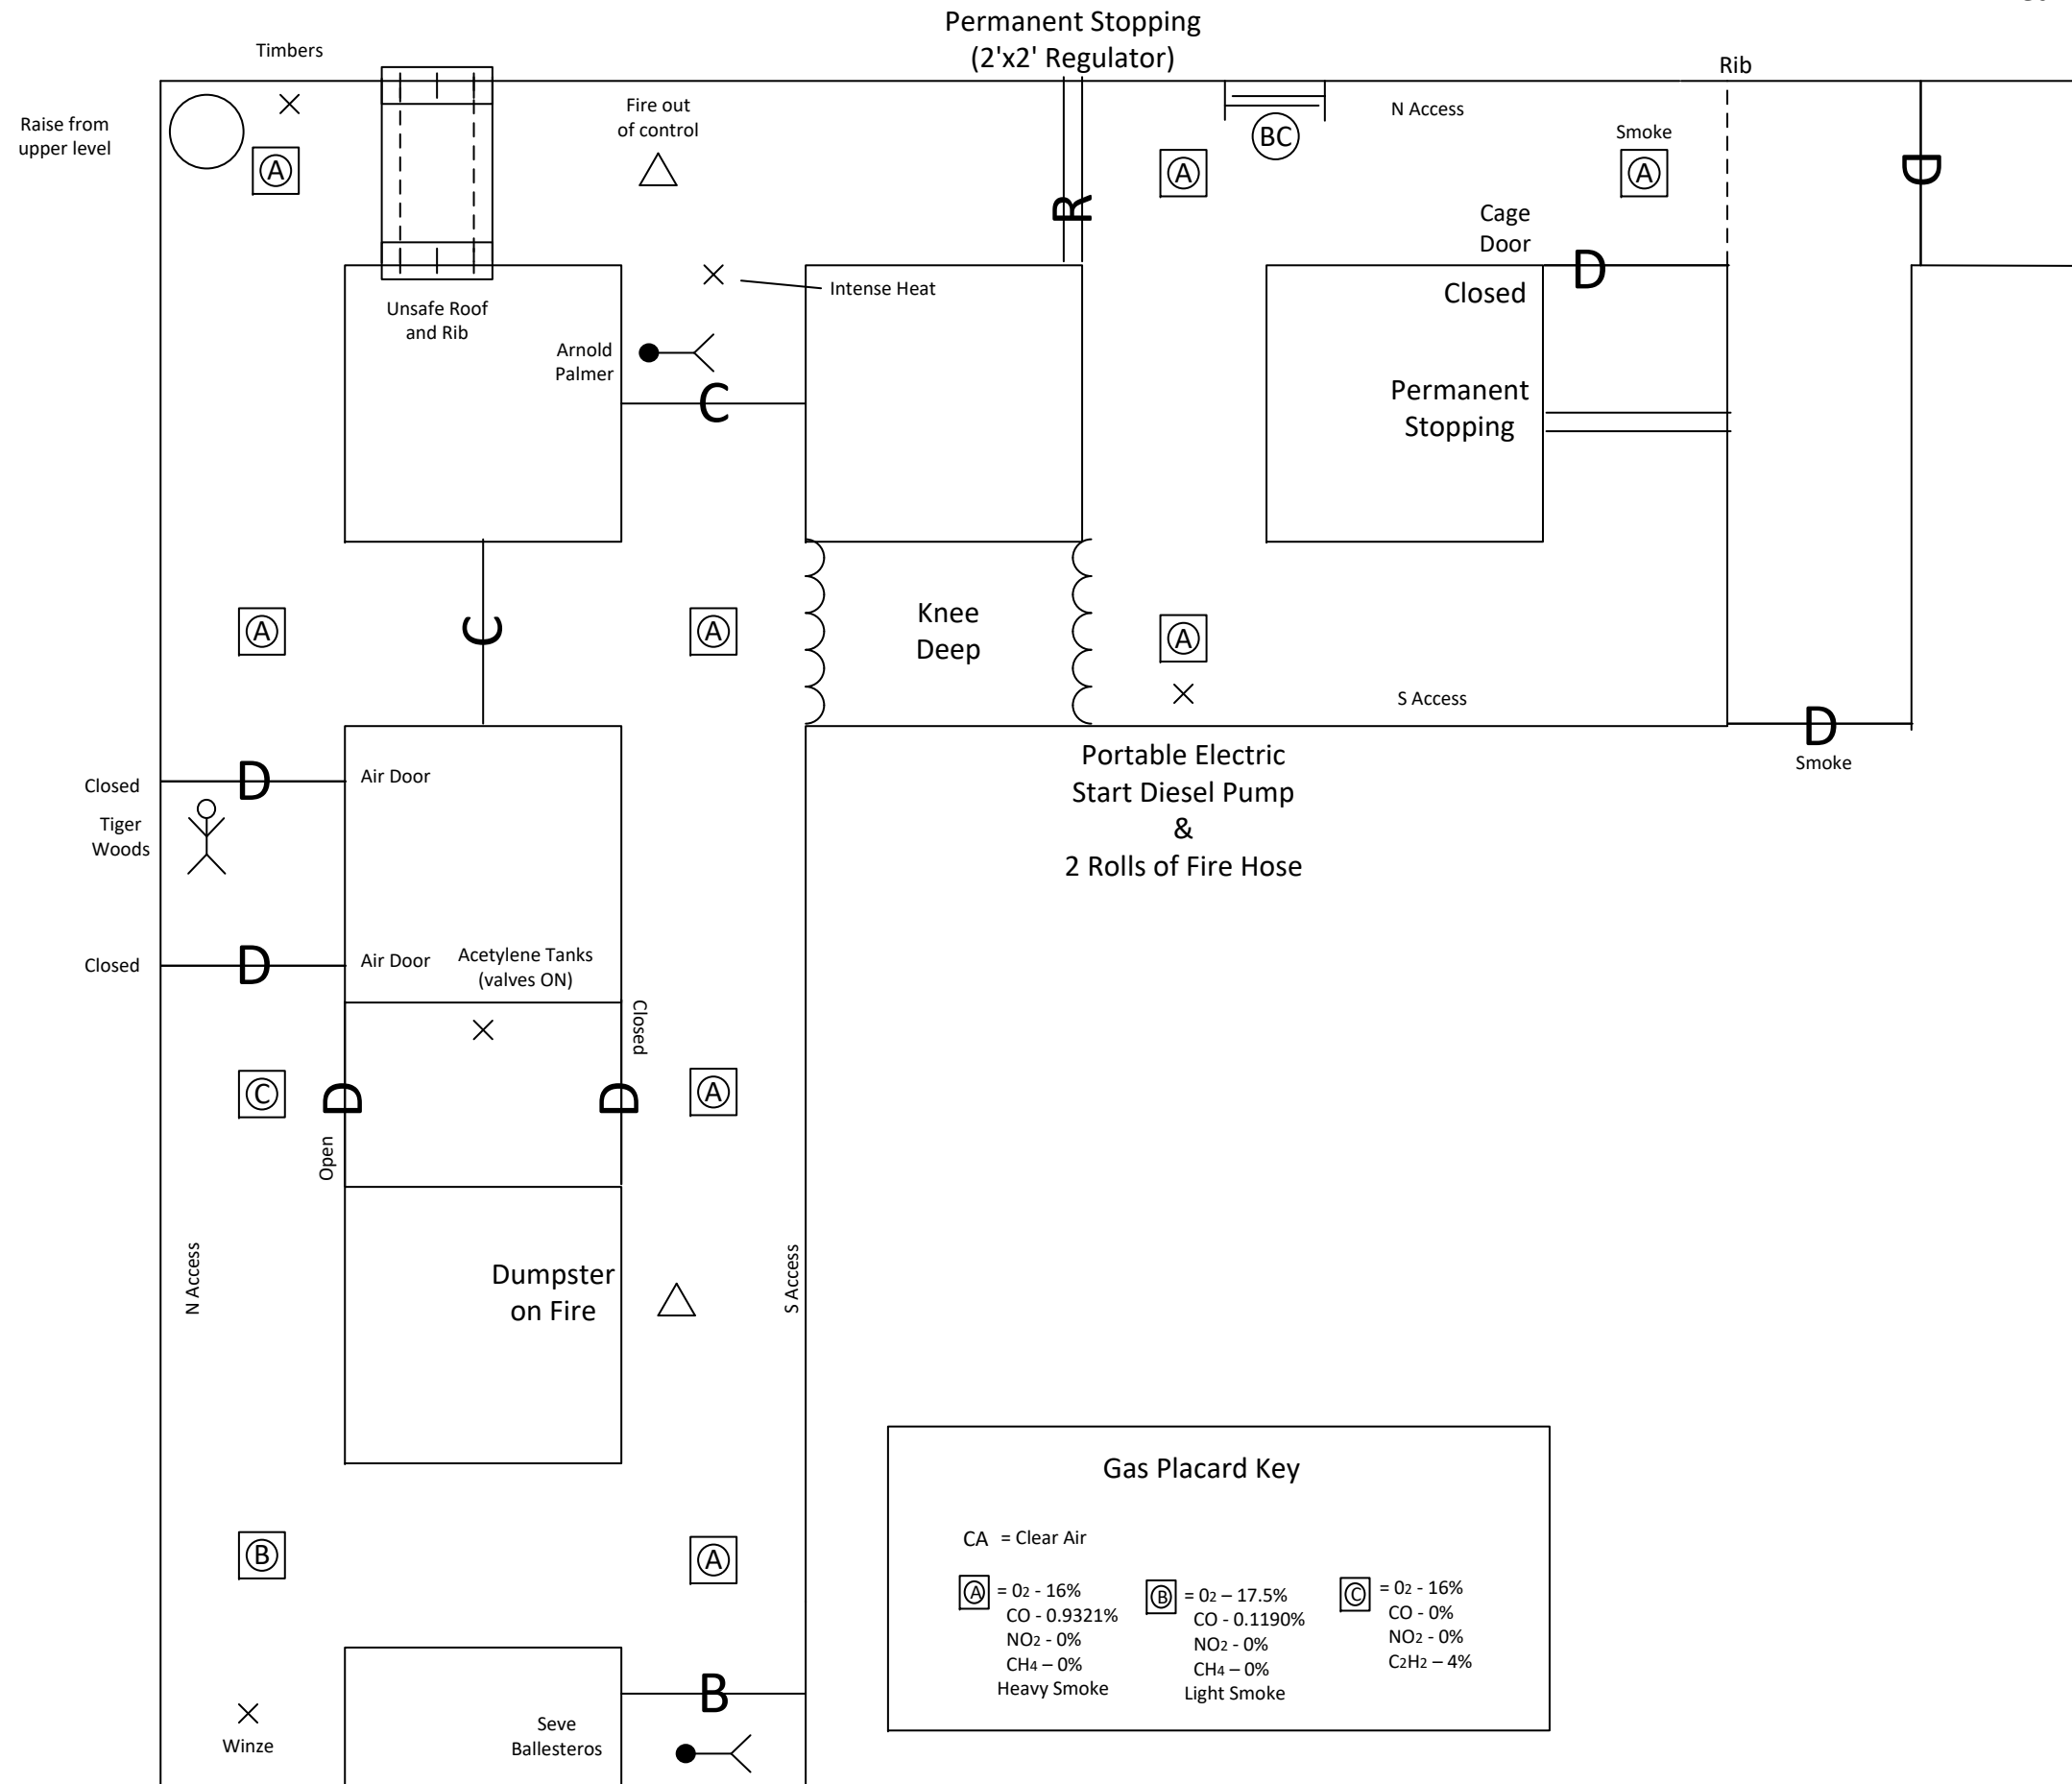 Permanent Stopping
(2'x2' Regulator)
Timbers
Rib
Raise from
upper level
Fire out
of control
N Access
BC
Smoke
A
A
A
D
R
Cage
Door
D
Closed
Intense Heat
Unsafe Roof
and Rib
Arnold
Palmer
C
Permanent
Stopping
Knee
Deep
A
C
A
A
S Access
D
Smoke
Portable Electric
Start Diesel Pump
&
2 Rolls of Fire Hose
Closed
D
Air Door
Tiger
Woods
Closed
D
Air Door
Acetylene Tanks
(valves ON)
Closed
C
D
D
A
Open
N Access
S Access
Dumpster
on Fire
B
A
B
Winze
Seve
Ballesteros
Gas Placard Key
CA = Clear Air
A = 02 - 16%
CO - 0.9321%
NO2 - 0%
CH4 – 0%
Heavy Smoke
B = 02 – 17.5%
CO - 0.1190%
NO2 - 0%
CH4 – 0%
Light Smoke
C = 02 - 16%
CO - 0%
NO2 - 0%
C2H2 – 4%